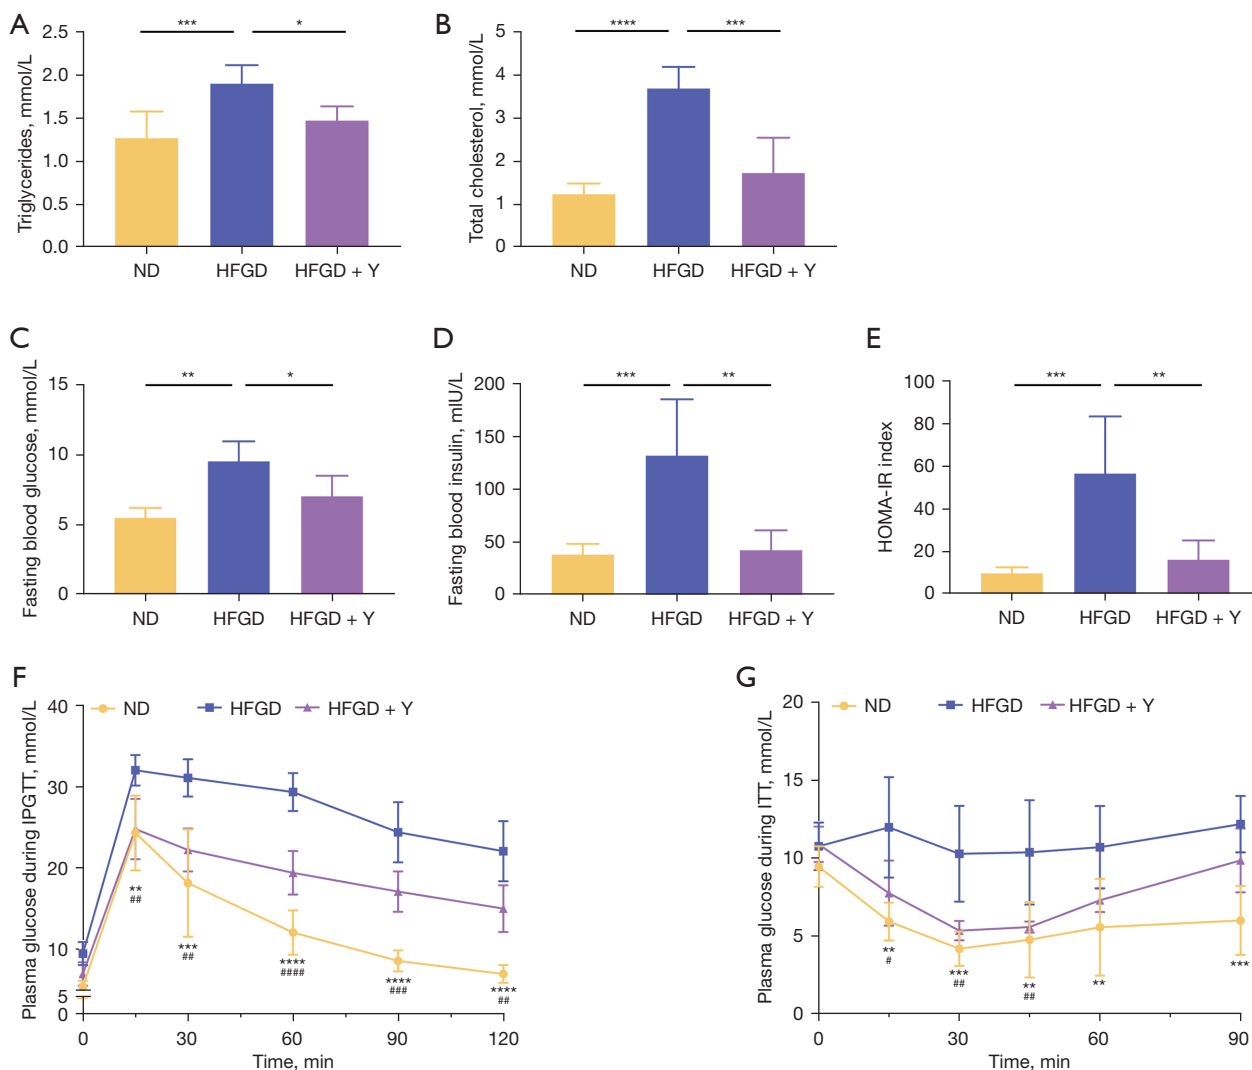 A
Triglycerides, mmol/L
2.5
2.0
1.5
1.0
0.5
0.0
***
*
ND
HFGD
HFGD + Y
B
Total cholesterol, mmol/L
5
4
3
2
1
0
****
***
ND
HFGD
HFGD + Y
C
Fasting blood glucose, mmol/L
15
10
5
0
**
*
ND
HFGD
HFGD + Y
D
Fasting blood insulin, mIU/L
200
150
100
50
0
***
**
ND
HFGD
HFGD + Y
E
HOMA-IR index
100
80
60
40
20
0
***
**
ND
HFGD
HFGD + Y
F
Plasma glucose during IPGTT, mmol/L
ND
HFGD
HFGD + Y
40
30
20
10
5
0
**
##
***
##
****
####
****
###
****
##
0
30
60
90
120
Time, min
G
Plasma glucose during ITT, mmol/L
ND
HFGD
HFGD + Y
20
15
10
5
0
**
#
***
##
**
##
**
***
0
30
60
90
Time, min